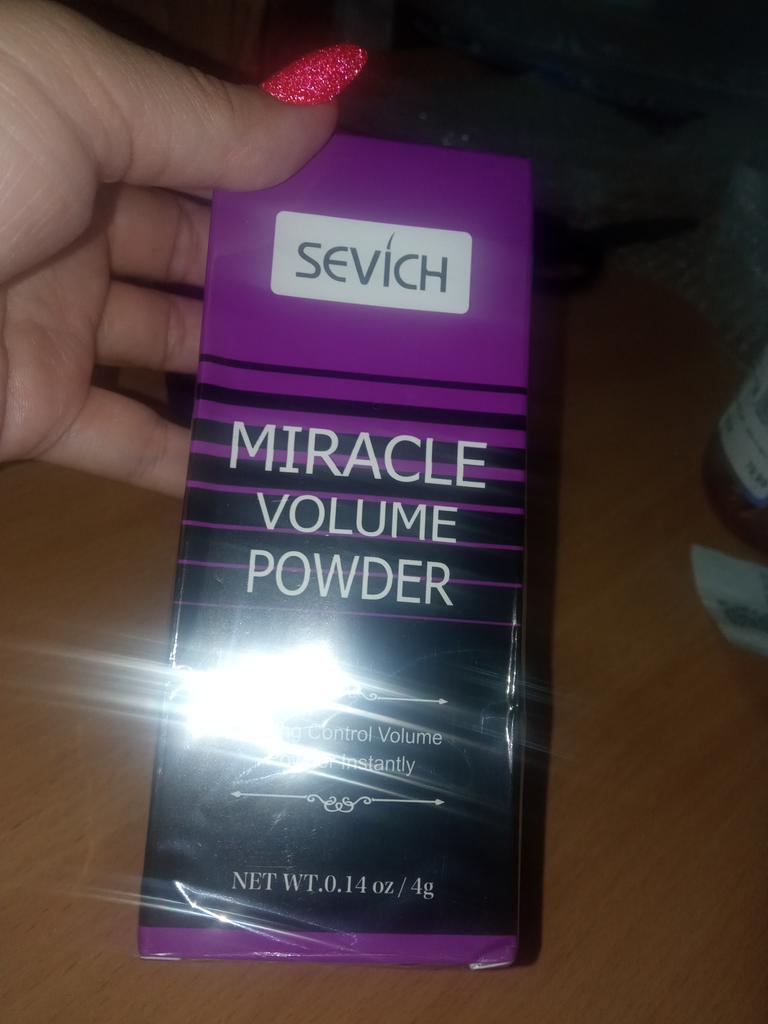 SEVICH
MIRACLE
VOLUME
POWDER
Control Volume
Instantly
NET WT.0.14 oz / 4g